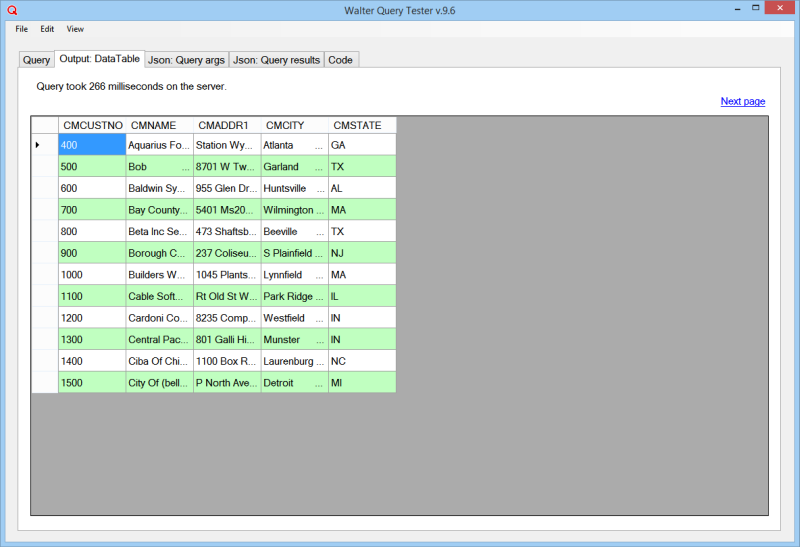 Walter Query Tester v.9.6
File Edit View
Query Output: DataTable Json: Query args Json: Query results Code
Query took 266 milliseconds on the server.
Next page
CMCUSTNO CMNAME CMADDR1 CMCITY CMSTATE
400 Aquarius Fo... Station Wy... Atlanta ... GA
500 Bob ... 8701 W Tw... Garland ... TX
600 Baldwin Sy... 955 Glen Dr... Huntsville ... AL
700 Bay County... 5401 Ms20... Wilmington ... MA
800 Beta Inc Se... 473 Shaftsb... Beeville ... TX
900 Borough C... 237 Coliseu... S Plainfield ... NJ
1000 Builders W... 1045 Plants... Lynnfield ... MA
1100 Cable Soft... Rt Old St W... Park Ridge ... IL
1200 Cardoni Co... 8235 Comp... Westfield ... IN
1300 Central Pac... 801 Galli Hi... Munster ... IN
1400 Ciba Of Chi... 1100 Box R... Laurenburg ... NC
1500 City Of (bell... P North Ave... Detroit ... MI